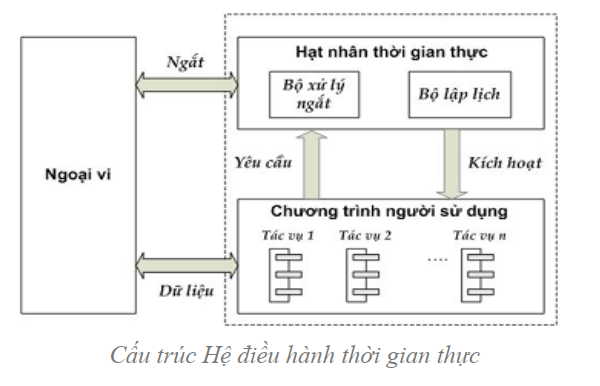 Ngắt
Hạt nhân thời gian thực
Bộ xử lý
ngắt
Bộ lập lịch
Ngoại vi
Yêu cầu
Kích hoạt
Chương trình người sử dụng
Tác vụ 1
Tác vụ 2
....
Tác vụ n
Dữ liệu
Cấu trúc Hệ điều hành thời gian thực